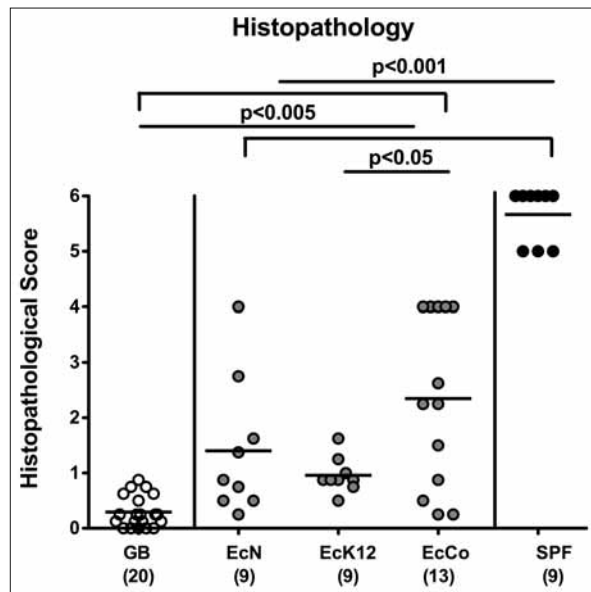 Histopathology
p<0.001
p<0.005
p<0.05
Histopathological Score
6
5
4
3
2
1
0
GB EcN EcK12 EcCo SPF
(20) (9) (9) (13) (9)